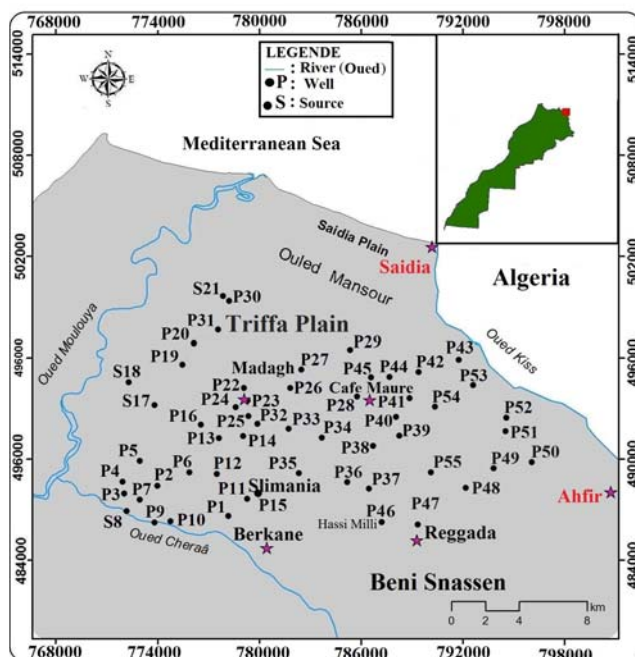 768000 774000 780000 786000 792000 798000
514000
514000
508000
508000
502000
502000
496000
496000
496000
490000
484000
484000
N
W E
S
LEGENDE
: River (Oued)
P : Well
S : Source
Mediterranean Sea
Saidia Plain
Ouled Mansour
Saidia
Algeria
Oued Moulouya
Oued Kiss
S21 P30
P31 Triffa Plain
P20
P29
P43
P19
Madagh P27
P45 P44 P42
S18
P22 P26
Cafe Maure
P53
S17
P24 P23
P28 P41
P54
P16
P25 P32 P33
P40
P52
P13 P14
P34
P39
P51
P38
P5
P4
P6 P12
P35
P55 P49 P50
P2
P11 Slimania
P36 P37
P48
Ahfir
P3 P7
P15
S8 P9 P10 P1
Hassi Milli P46 P47
Oued Cheraâ
Berkane
Reggada
Beni Snassen
0 2 4 8
km
768000 774000 780000 786000 792000 798000